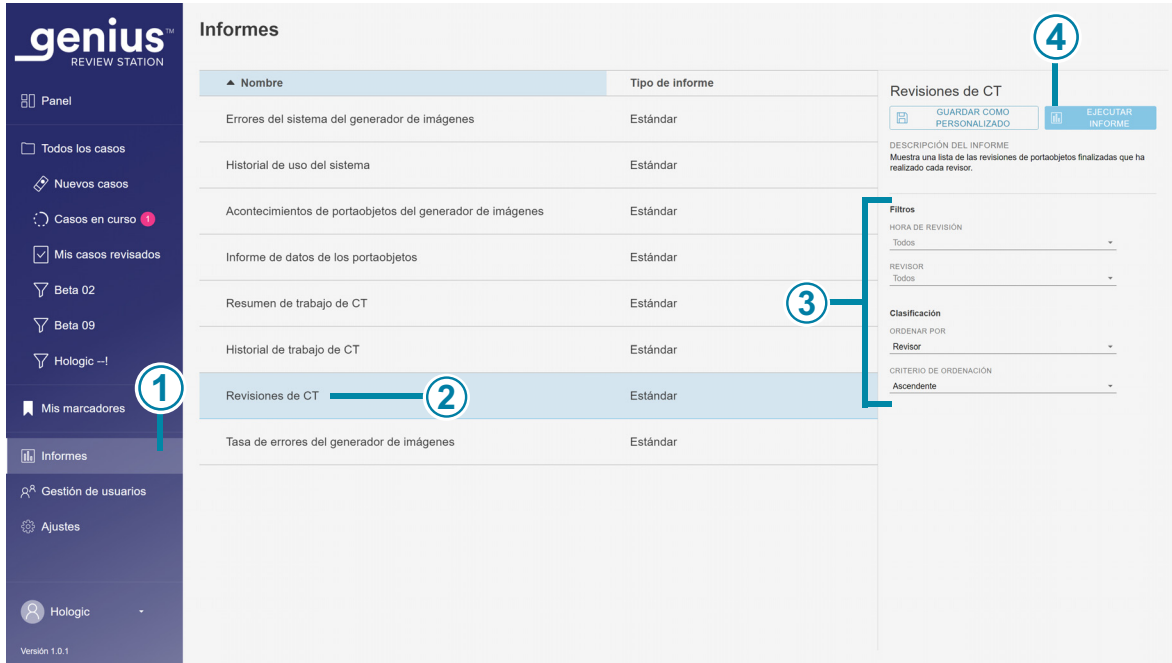 genius™
REVIEW STATION
Panel
Todos los casos
Nuevos casos
Casos en curso 1
Mis casos revisados
Beta 02
Beta 09
Hologic --!
1
Mis marcadores
Informes
Gestión de usuarios
Ajustes
Hologic
Versión 1.0.1
Informes
Nombre Tipo de informe
Errores del sistema del generador de imágenes Estándar
Historial de uso del sistema Estándar
Acontecimientos de portaobjetos del generador de imágenes Estándar
Informe de datos de los portaobjetos Estándar
Resumen de trabajo de CT Estándar
Historial de trabajo de CT Estándar
Revisiones de CT 2 Estándar
Tasa de errores del generador de imágenes Estándar
4
Revisiones de CT
GUARDAR COMO
PERSONALIZADO
EJECUTAR
INFORME
DESCRIPCIÓN DEL INFORME
Muestra una lista de las revisiones de portaobjetos finalizadas que ha
realizado cada revisor.
3
Filtros
HORA DE REVISIÓN
Todos
REVISOR
Todos
Clasificación
ORDENAR POR
Revisor
CRITERIO DE ORDENACIÓN
Ascendente